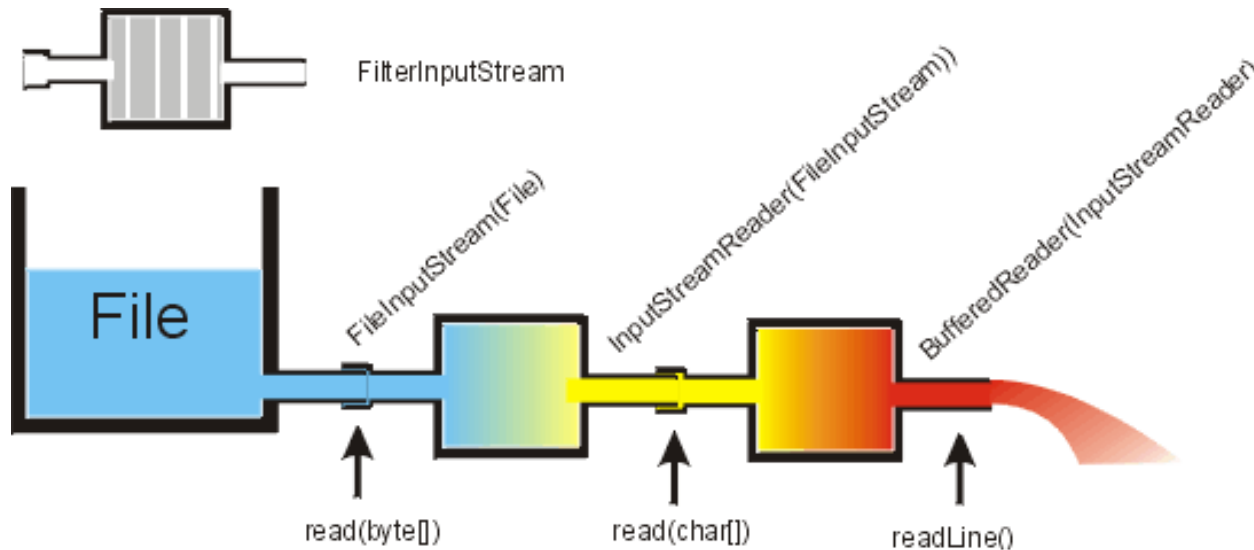 FilterInputStream
FileInputStream(File)
InputStreamReader(FileInputStream))
BufferedReader(InputStreamReader)
File
read(byte[])
read(char[])
readLine()